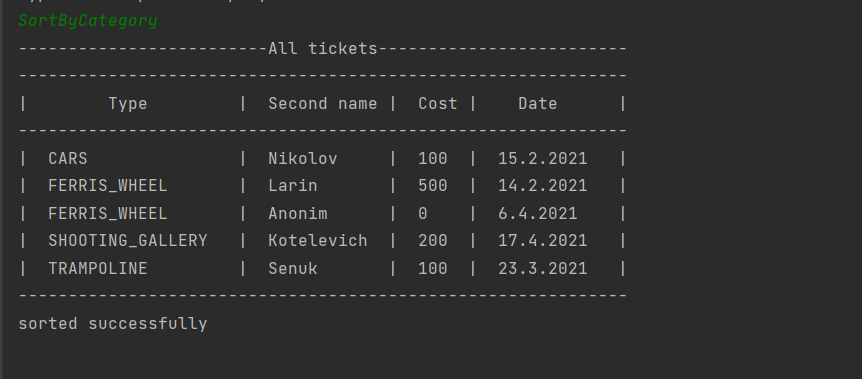 SortByCategory
-------------------------All tickets-------------------------
-------------------------------------------------------------
|        Type         |  Second name |  Cost |    Date      |
-------------------------------------------------------------
|  CARS               |  Nikolov     |  100  |  15.2.2021   |
|  FERRIS_WHEEL       |  Larin       |  500  |  14.2.2021   |
|  FERRIS_WHEEL       |  Anonim      |  0    |  6.4.2021    |
|  SHOOTING_GALLERY   |  Kotelevich  |  200  |  17.4.2021   |
|  TRAMPOLINE         |  Senuk       |  100  |  23.3.2021   |
-------------------------------------------------------------
sorted successfully